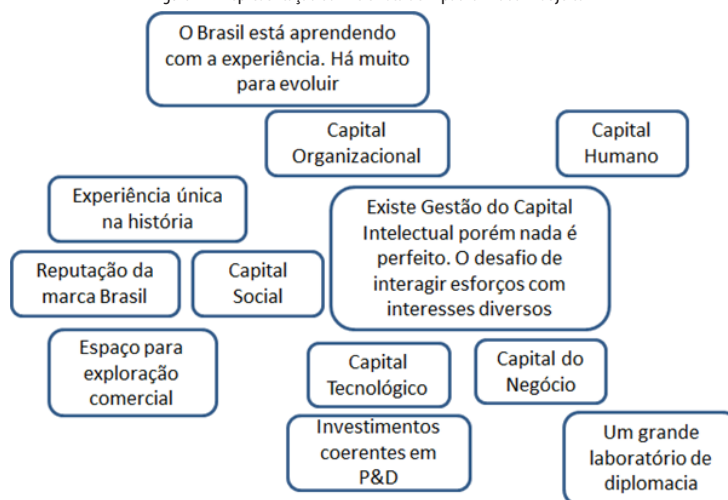 O Brasil está aprendendo
com a experiência. Há muito
para evoluir
Capital
Organizacional
Capital
Humano
Experiência única
na história
Existe Gestão do Capital
Intelectual porém nada é
perfeito. O desafio de
interagir esforços com
interesses diversos
Reputação da
marca Brasil
Capital
Social
Espaço para
exploração
comercial
Capital
Tecnológico
Capital do
Negócio
Investimentos
coerentes em
P&D
Um grande
laboratório de
diplomacia